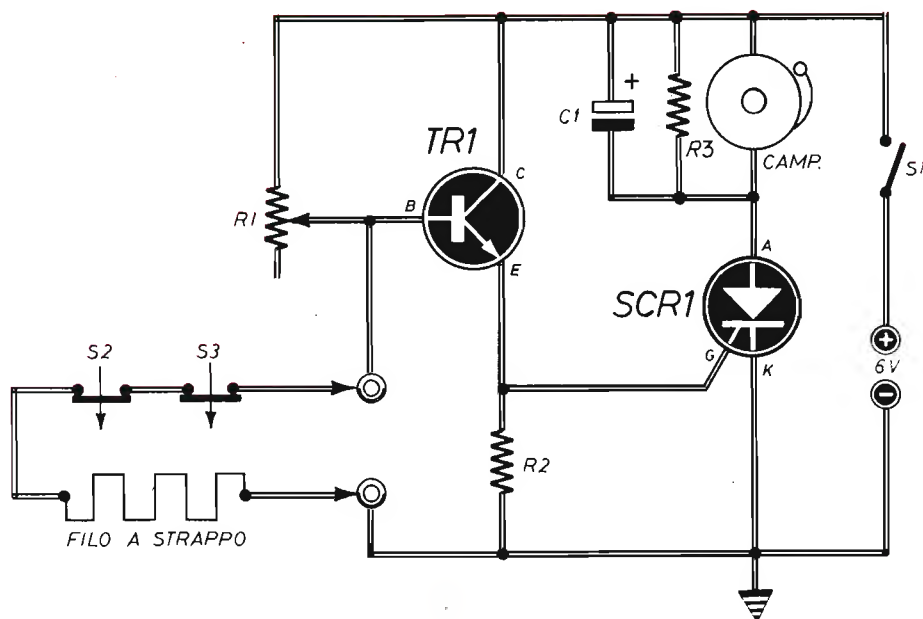 TR1
C1
+
R3
CAMP.
S1
B
C
E
R1
A
SCR1
G
K
+
6V
-
S2
S3
R2
FILO A STRAPPO